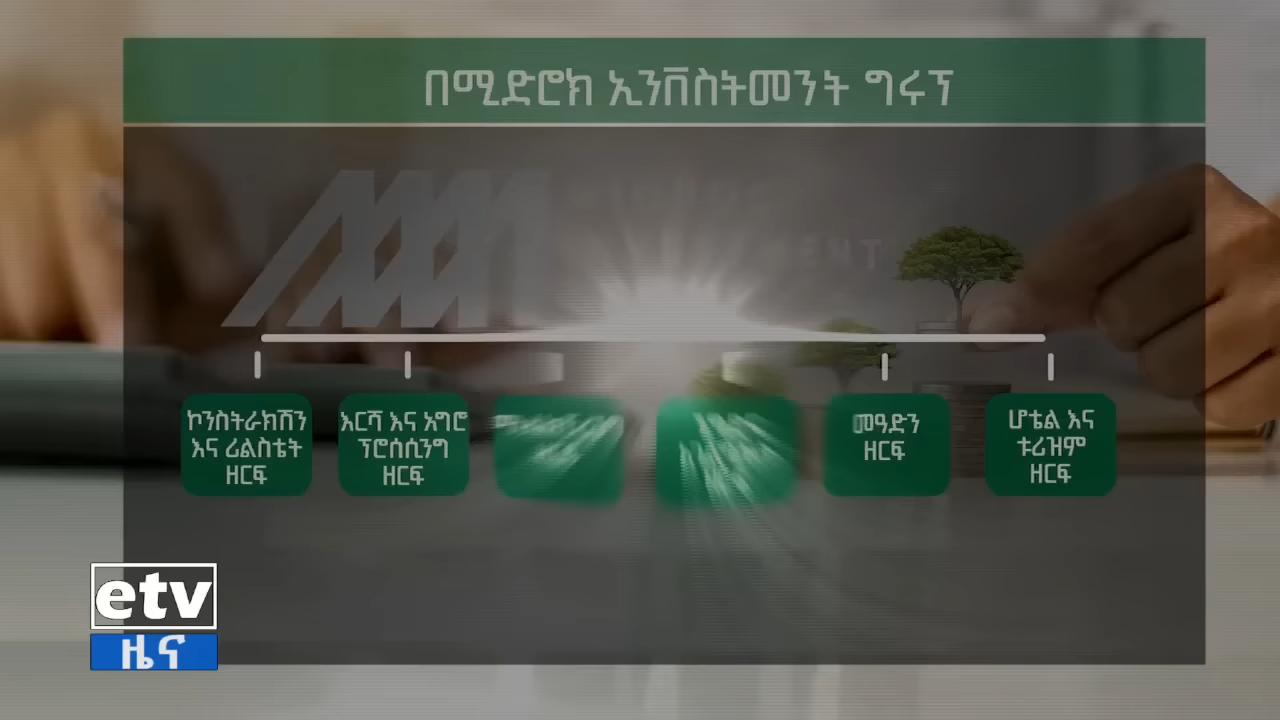 በሚድሮክ ኢንቨስትመንት ግሩፕ
ኮንስትራክሽን
እና ሪልስቴት
ዘርፍ
እርሻ እና አግሮ
ፕሮሰሲንግ
ዘርፍ
መዓድን
ዘርፍ
ሆቴል እና
ቱሪዝም
ዘርፍ
etv
ዜና